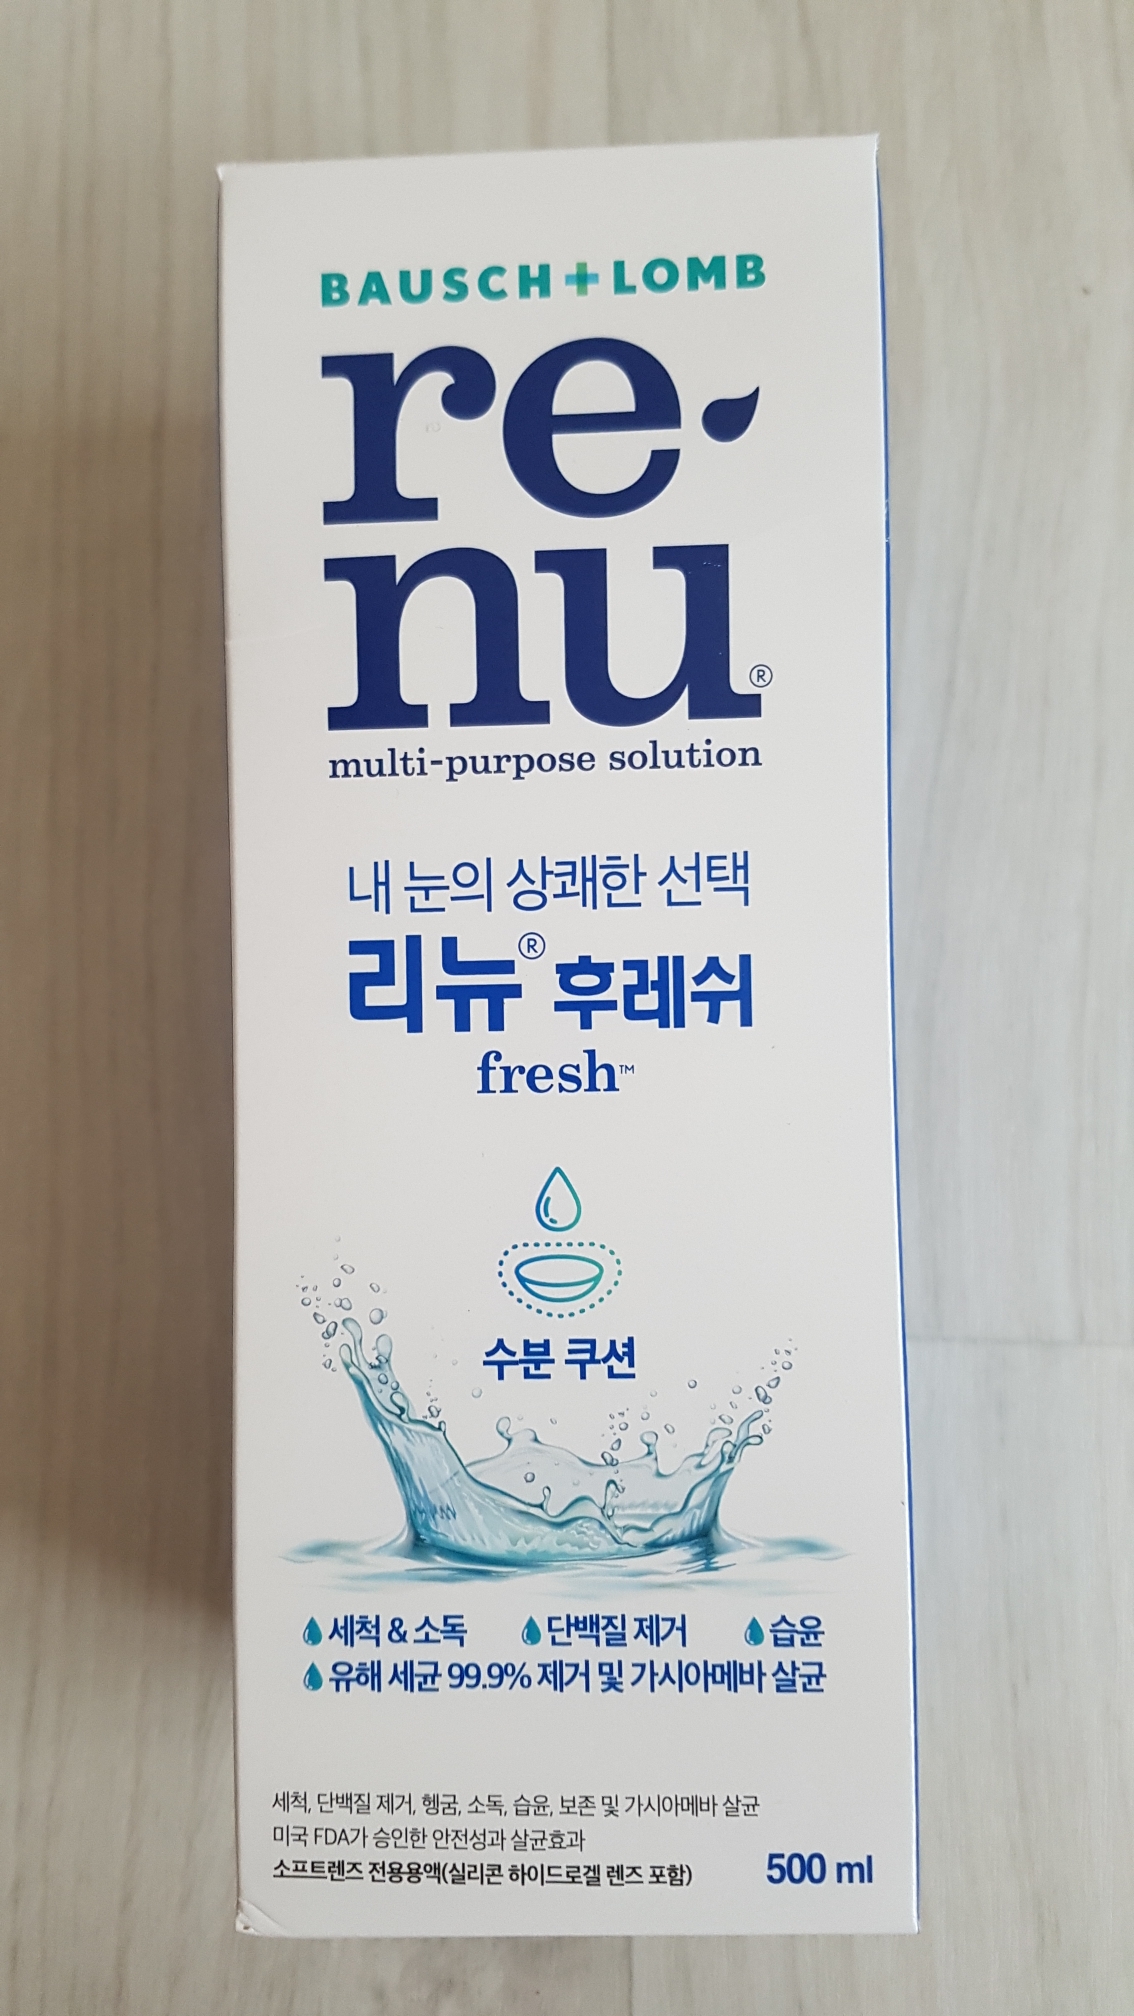 BAUSCH+LOMB
re-
nu®
multi-purpose solution
내 눈의 상쾌한 선택
리뉴® 후레쉬
fresh™
수분 쿠션
세척 & 소독 단백질 제거 습윤
유해 세균 99.9% 제거 및 가시아메바 살균
세척, 단백질 제거, 헹굼, 소독, 습윤, 보존 및 가시아메바 살균
미국 FDA가 승인한 안전성과 살균효과
소프트렌즈 전용용액(실리콘 하이드로겔 렌즈 포함)
500 ml